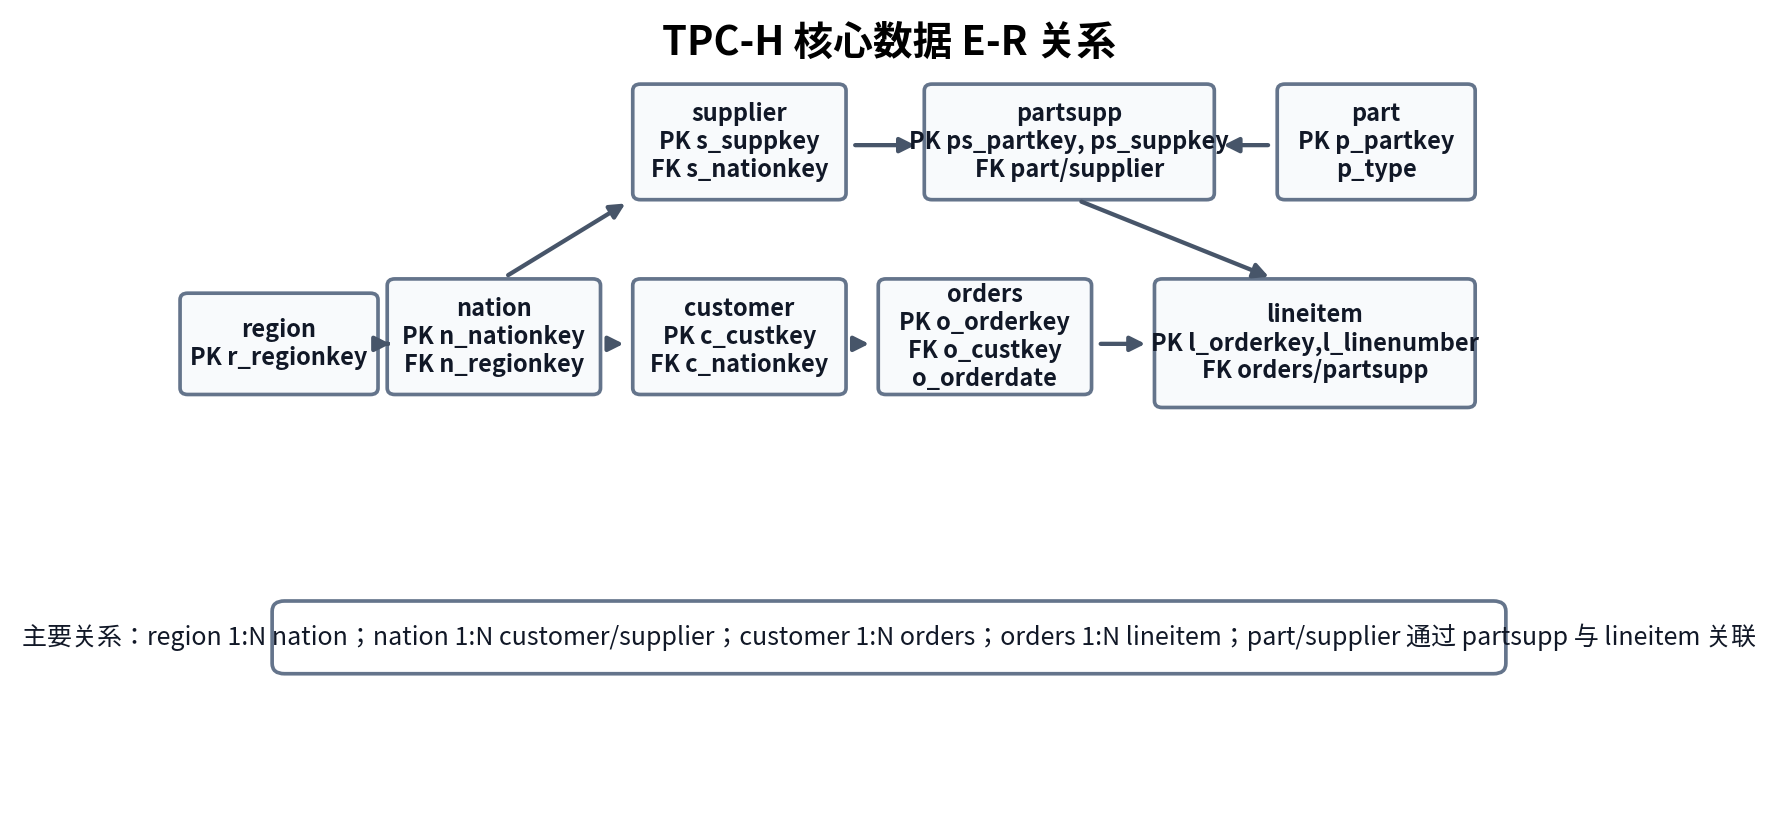 TPC-H 核心数据 E-R 关系
supplier
PK s_suppkey
FK s_nationkey
partsupp
PK ps_partkey, ps_suppkey
FK part/supplier
part
PK p_partkey
p_type
region
PK r_regionkey
nation
PK n_nationkey
FK n_regionkey
customer
PK c_custkey
FK c_nationkey
orders
PK o_orderkey
FK o_custkey
o_orderdate
lineitem
PK l_orderkey,l_linenumber
FK orders/partsupp
主要关系：region 1:N nation；nation 1:N customer/supplier；customer 1:N orders；orders 1:N lineitem；part/supplier 通过 partsupp 与 lineitem 关联